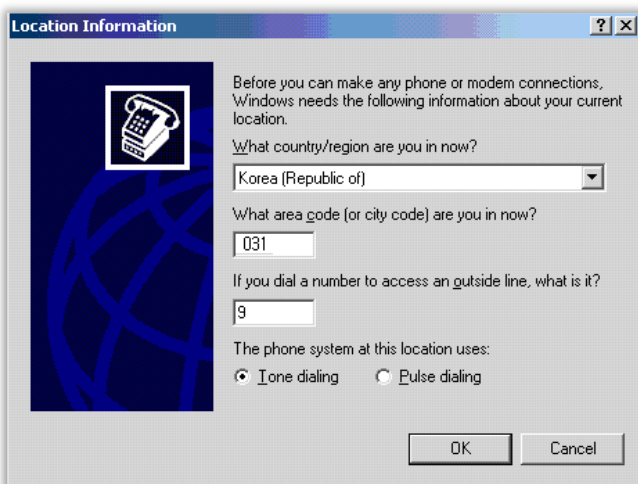 Location Information
Before you can make any phone or modem connections,
Windows needs the following information about your current
location.
What country/region are you in now?
Korea (Republic of)
What area code (or city code) are you in now?
031
If you dial a number to access an outside line, what is it?
9
The phone system at this location uses:
Tone dialing Pulse dialing
OK Cancel